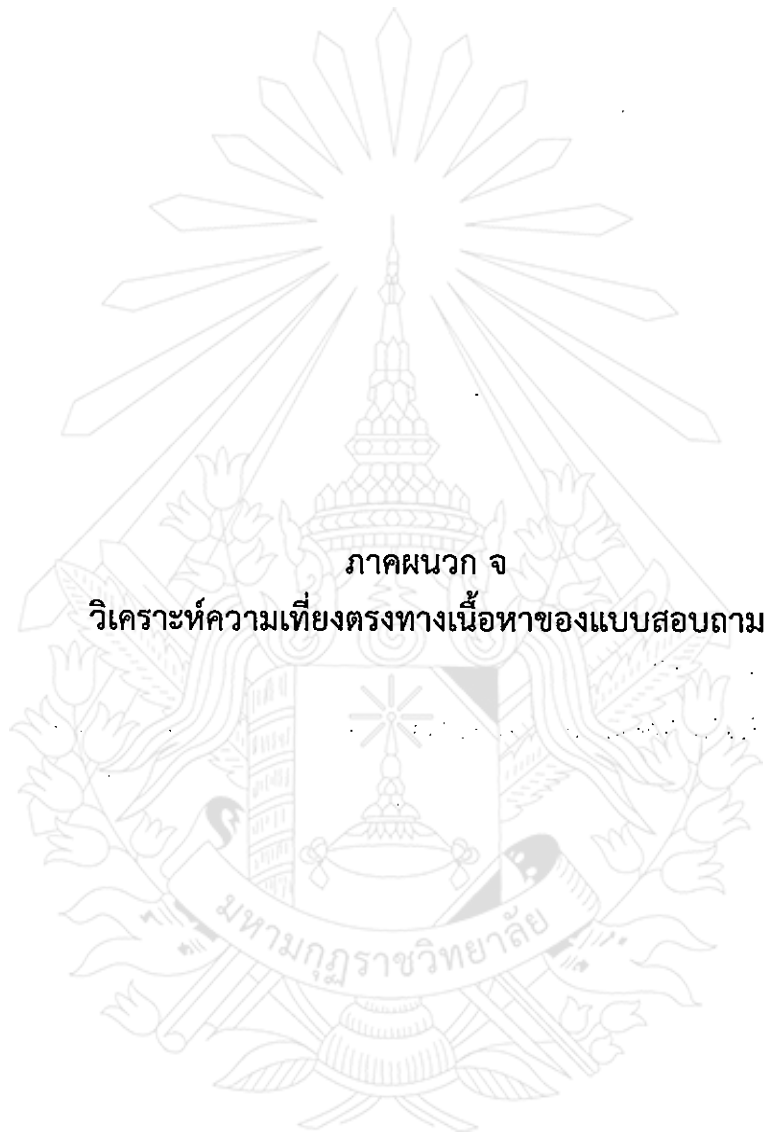 ภาคผนวก จ
วิเคราะห์ความเที่ยงตรงทางเนื้อหาของแบบสอบถาม
มหามกุฏราชวิทยาลัย